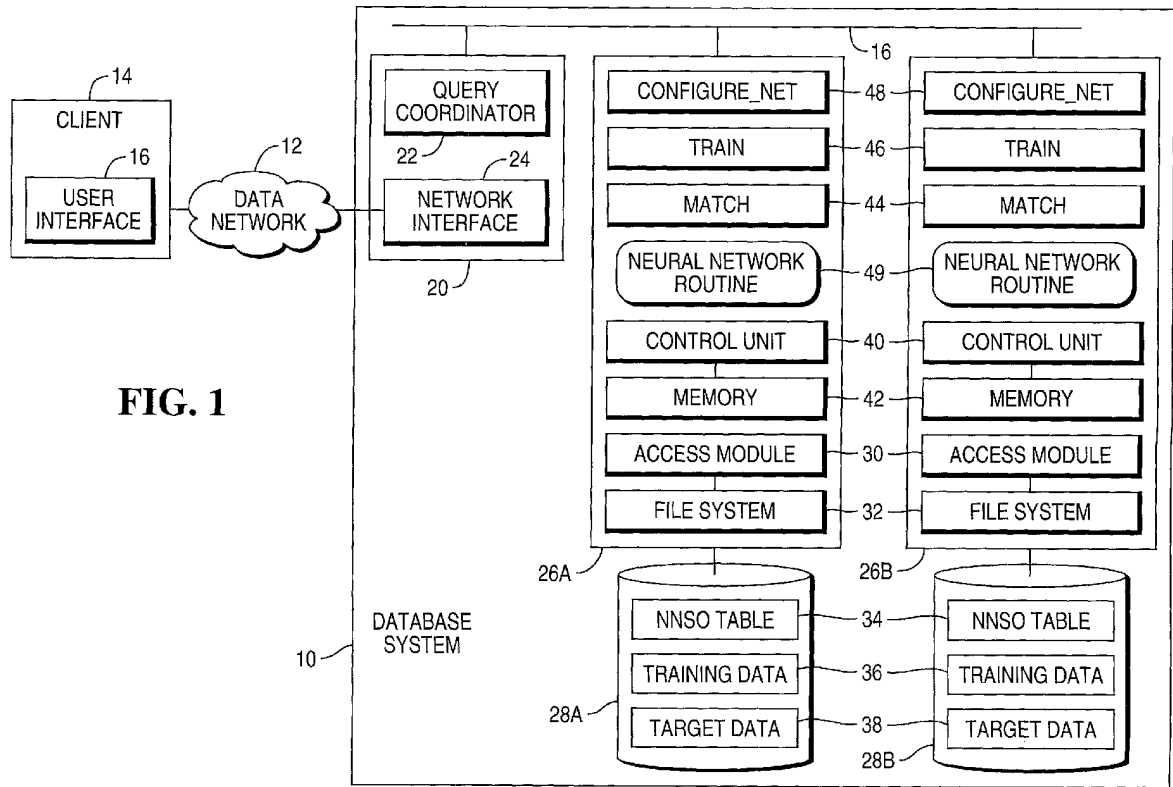 16
14
CLIENT
16
USER
INTERFACE
12
DATA
NETWORK
QUERY
COORDINATOR
22
24
NETWORK
INTERFACE
20
CONFIGURE_NET
48
CONFIGURE_NET
TRAIN
46
TRAIN
MATCH
44
MATCH
NEURAL NETWORK
ROUTINE
49
NEURAL NETWORK
ROUTINE
CONTROL UNIT
40
CONTROL UNIT
MEMORY
42
MEMORY
ACCESS MODULE
30
ACCESS MODULE
FILE SYSTEM
32
FILE SYSTEM
26A
26B
FIG. 1
DATABASE
SYSTEM
10
NNSO TABLE
34
NNSO TABLE
TRAINING DATA
36
TRAINING DATA
28A
TARGET DATA
38
TARGET DATA
28B